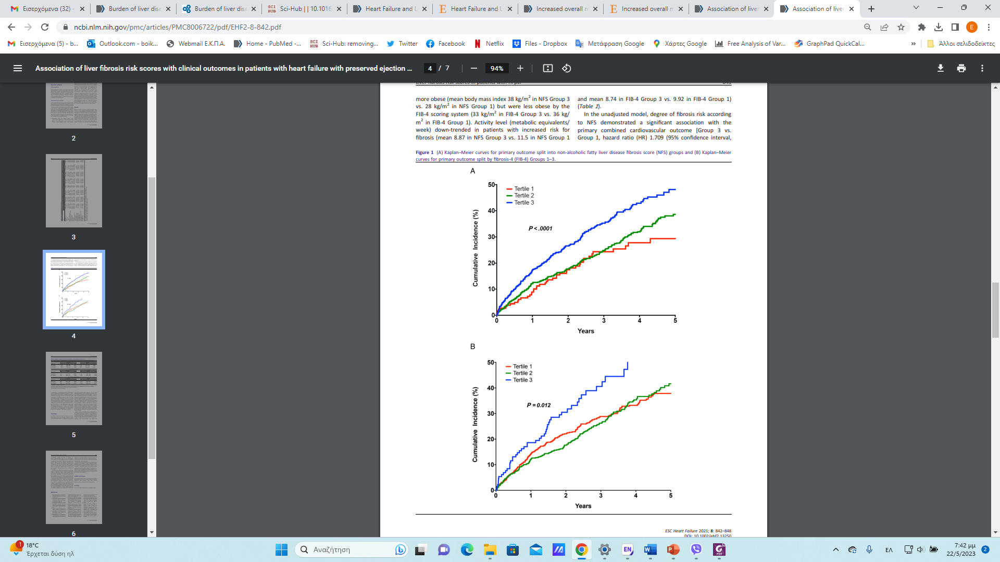 Εισερχόμενα (32) -
Burden of liver dise
Burden of liver dise
Sci-Hub | | 10.1016
Heart Failure and L
Heart Failure and L
Increased overall m
Increased overall m
Association of liver
Association of liver
ncbi.nlm.nih.gov/pmc/articles/PMC8006722/pdf/EHF2-8-842.pdf
E
Εισερχόμενα (5) - b...
Outlook.com - boik...
Webmail Ε.Κ.Π.Α.
Home - PubMed -...
SCI HUB
Sci-Hub: removing...
Twitter
Facebook
Netflix
Files - Dropbox
Μετάφραση Google
Χάρτες Google
Free Analysis of Var...
GraphPad QuickCal...
»
Άλλοι σελιδοδείκτες
Association of liver fibrosis risk scores with clinical outcomes in patients with heart failure with preserved ejection ...
4 / 7
94%
2
3
4
5
6
more obese (mean body mass index 38 kg/m² in NFS Group 3
vs. 28 kg/m² in NFS Group 1) but were less obese by the
FIB-4 scoring system (33 kg/m² in FIB-4 Group 3 vs. 36 kg/
m² in FIB-4 Group 1). Activity level (metabolic equivalents/
week) down-trended in patients with increased risk for
fibrosis (mean 8.87 in NFS Group 3 vs. 11.5 in NFS Group 1
and mean 8.74 in FIB-4 Group 3 vs. 9.92 in FIB-4 Group 1)
(Table 1).
In the unadjusted model, degree of fibrosis risk according
to NFS demonstrated a significant association with the
primary combined cardiovascular outcome [Group 3 vs.
Group 1, hazard ratio (HR) 1.709 (95% confidence interval,
Figure 1 (A) Kaplan–Meier curves for primary outcome split into non-alcoholic fatty liver disease fibrosis score (NFS) groups and (B) Kaplan–Meier
curves for primary outcome split by fibrosis-4 (FIB-4) Groups 1–3.
A
Tertile 1
Tertile 2
Tertile 3
P < .0001
Cumulative Incidence (%)
50
40
30
20
10
0
0 1 2 3 4 5
Years
B
Tertile 1
Tertile 2
Tertile 3
P = 0.012
Cumulative Incidence (%)
50
40
30
20
10
0
0 1 2 3 4 5
Years
ESC Heart Failure 2021; 8: 842–848
DOI: 10.1002/ehf2.13250
1
18°C
Έρχεται δύση ηλ
Αναζήτηση
EN
ΕΛ
7:42 μμ
22/5/2023
2